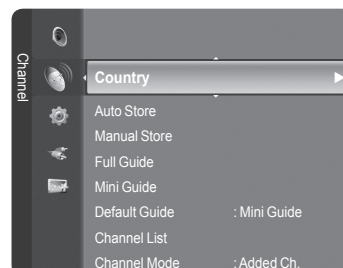 Channel
Country
Auto Store
Manual Store
Full Guide
Mini Guide
Default Guide : Mini Guide
Channel List
Channel Mode : Added Ch.